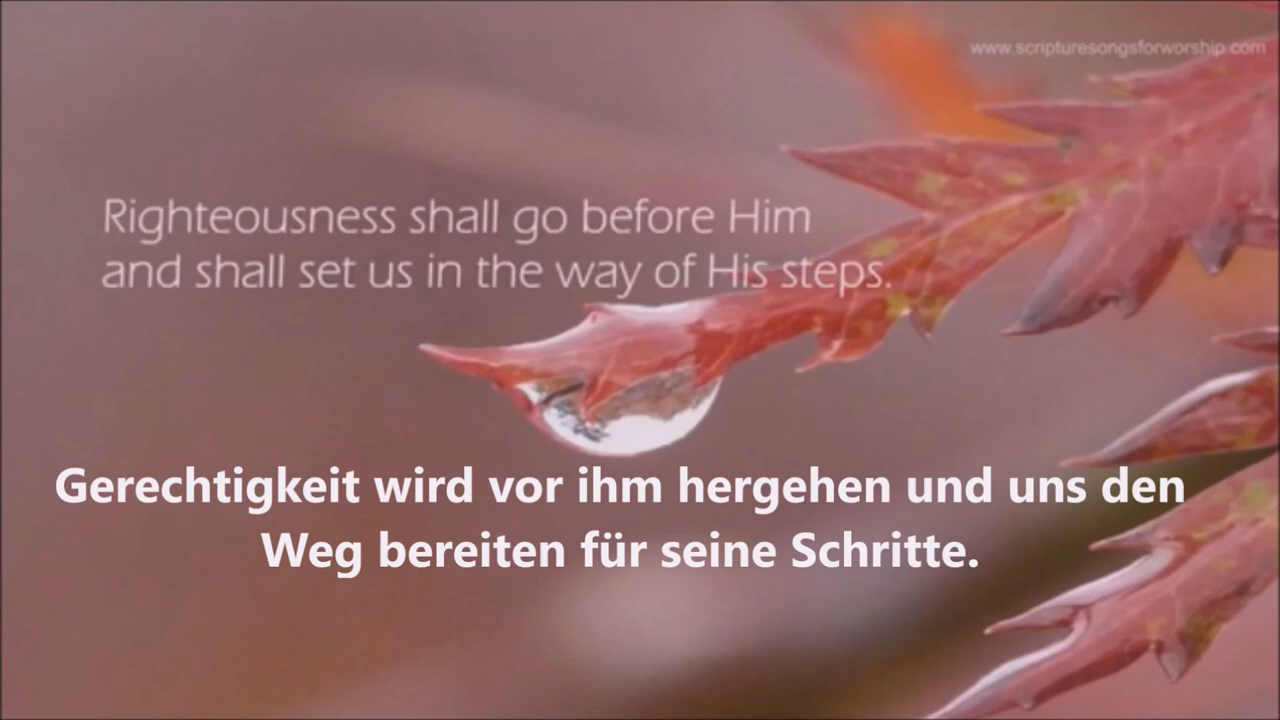 www.scripturesongsforworship.com
Righteousness shall go before Him
and shall set us in the way of His steps.
Gerechtigkeit wird vor ihm hergehen und uns den
Weg bereiten für seine Schritte.